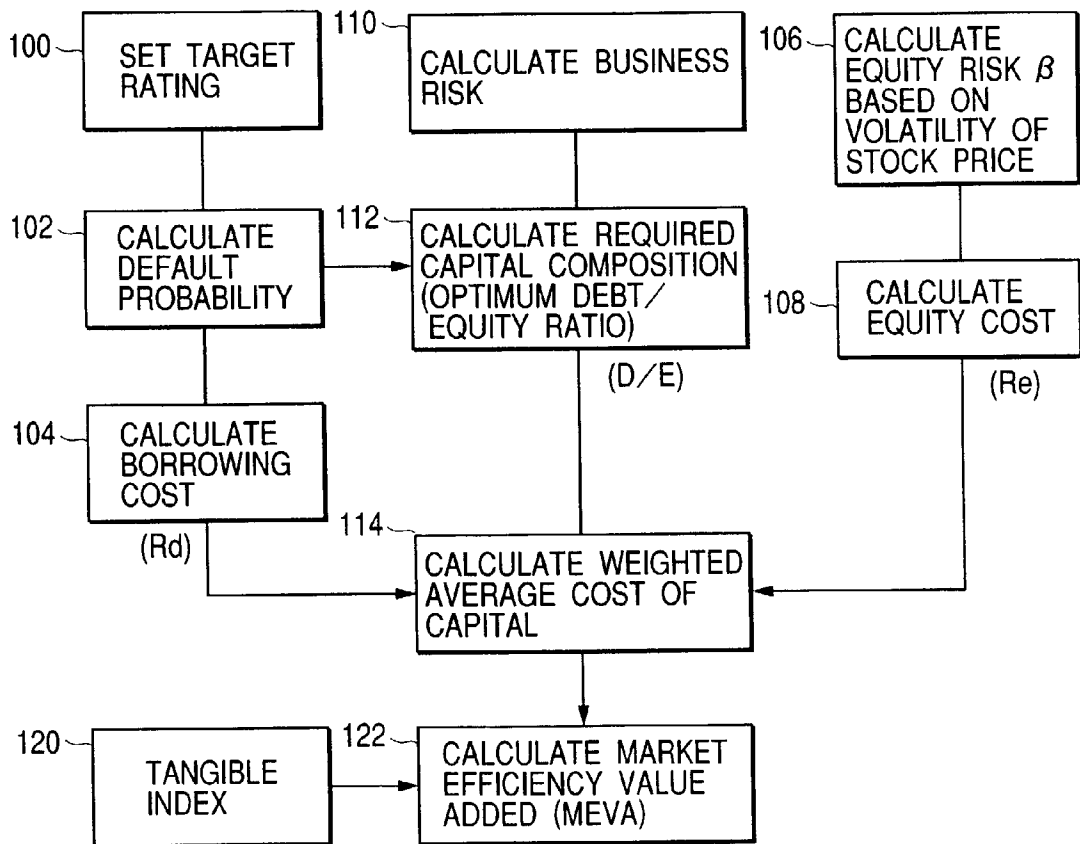 100
SET TARGET
RATING
110
CALCULATE BUSINESS
RISK
106
CALCULATE
EQUITY RISK β
BASED ON
VOLATILITY OF
STOCK PRICE
102
CALCULATE
DEFAULT
PROBABILITY
112
CALCULATE REQUIRED
CAPITAL COMPOSITION
(OPTIMUM DEBT/
EQUITY RATIO)
(D/E)
108
CALCULATE
EQUITY COST
(Re)
104
CALCULATE
BORROWING
COST
(Rd)
114
CALCULATE WEIGHTED
AVERAGE COST OF
CAPITAL
120
TANGIBLE
INDEX
122
CALCULATE MARKET
EFFICIENCY VALUE
ADDED (MEVA)